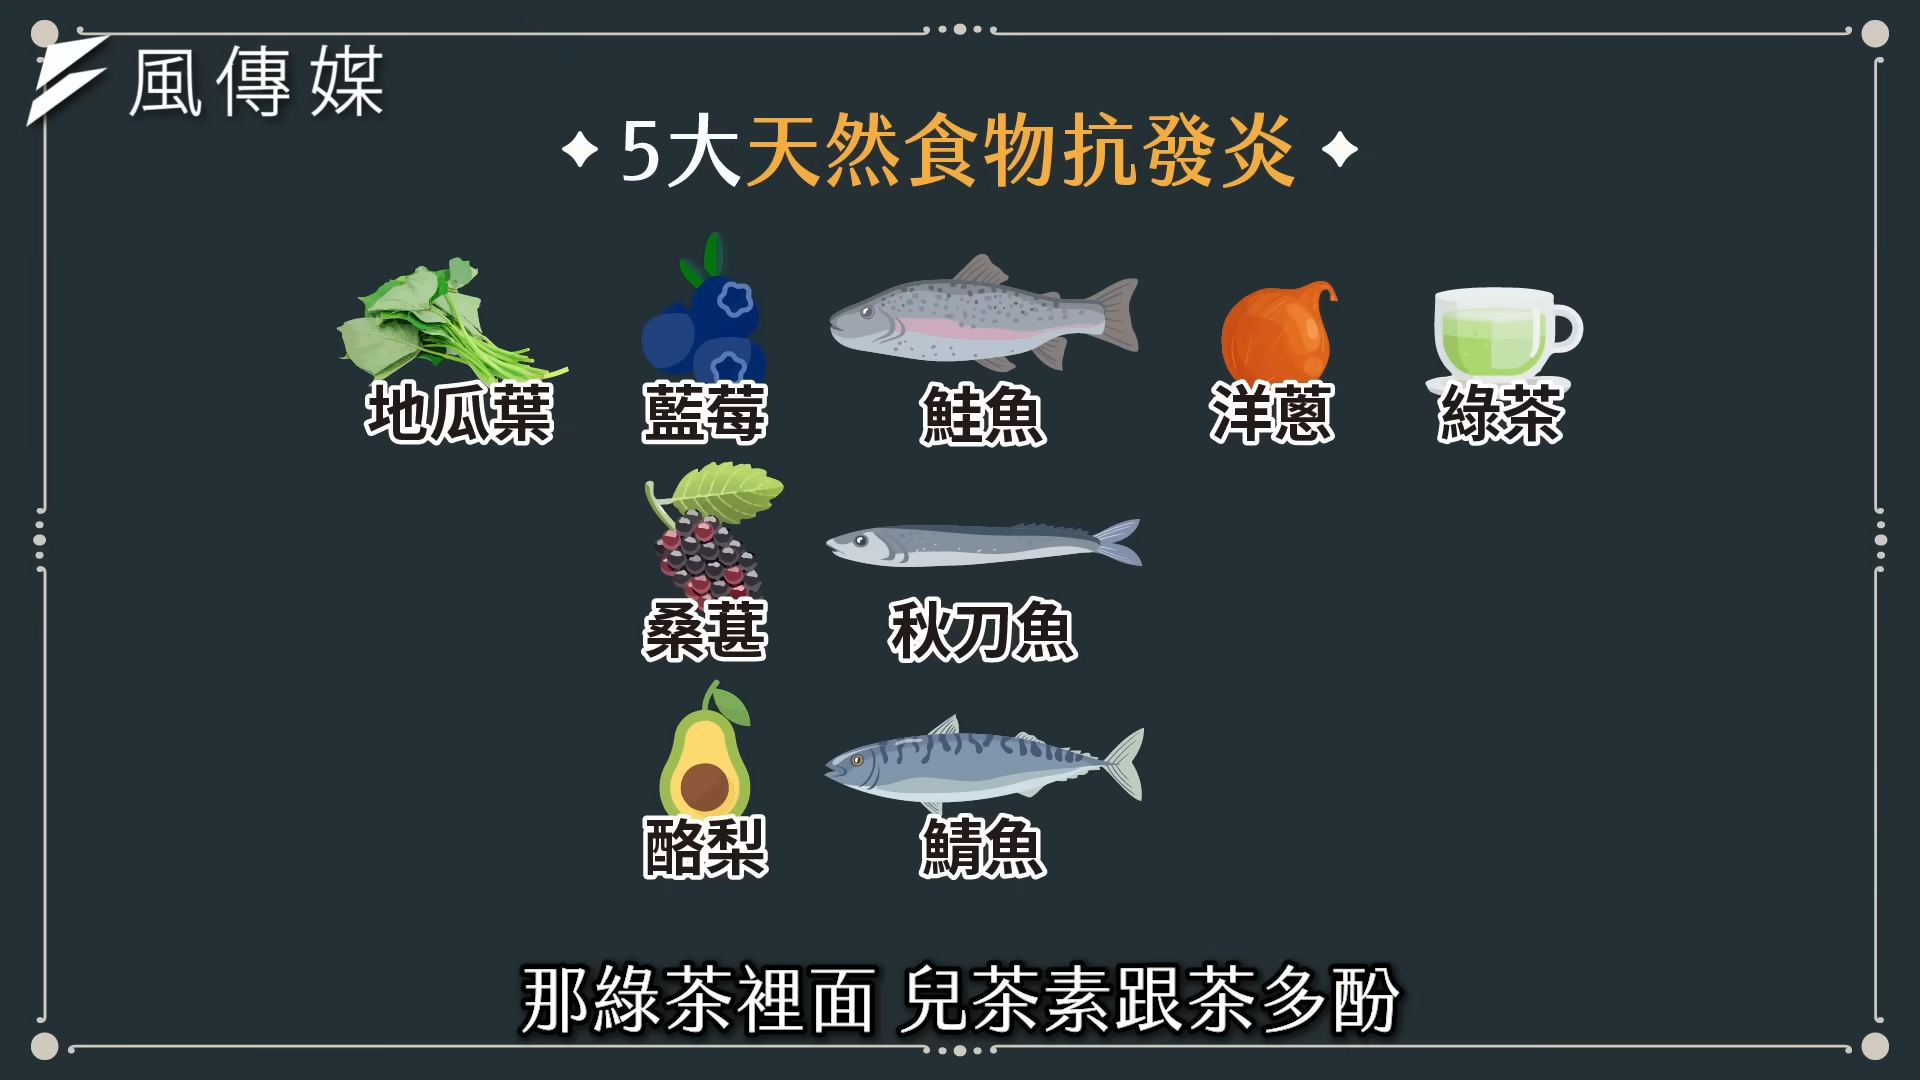 風傳媒
5大天然食物抗發炎
地瓜葉 藍莓 鮭魚 洋蔥 綠茶
桑葚 秋刀魚
酪梨 鯖魚
那綠茶裡面 兒茶素跟茶多酚